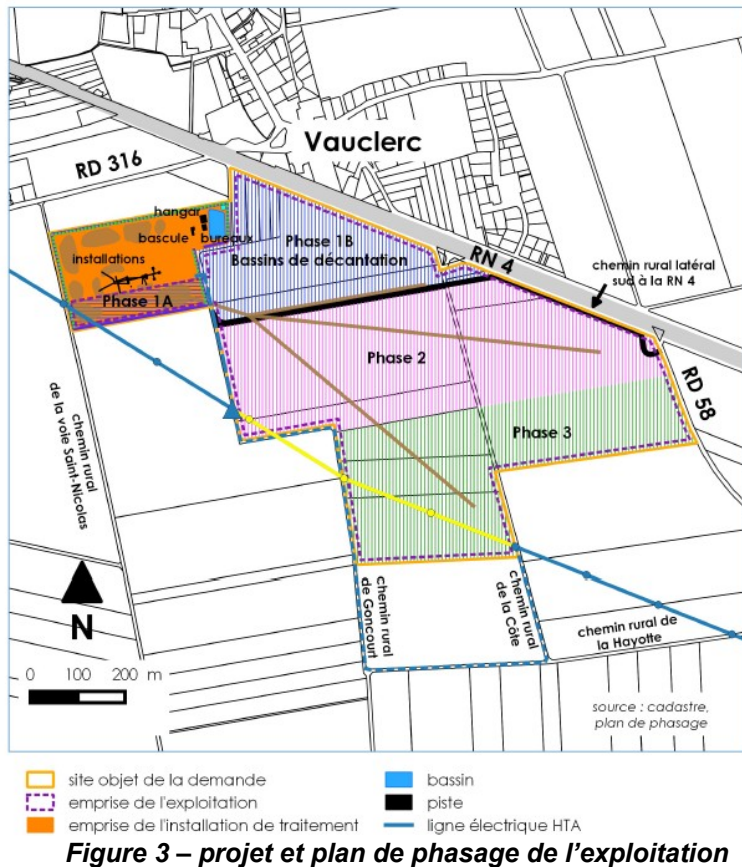 Vauclerc
RD 316
hangar
bascule
bureaux
installations
Phase 1A
Phase 1B
Bassins de décantation
RN 4
chemin rural latéral
sud à la RN 4
RD 58
Phase 2
Phase 3
chemin rural
de la voie Saint-Nicolas
chemin rural
de Goncourt
chemin rural
de la Côte
chemin rural de
la Hayotte
N
0 100 200 m
source : cadastre,
plan de phasage
site objet de la demande
emprise de l'exploitation
emprise de l'installation de traitement
bassin
piste
ligne électrique HTA
Figure 3 – projet et plan de phasage de l'exploitation